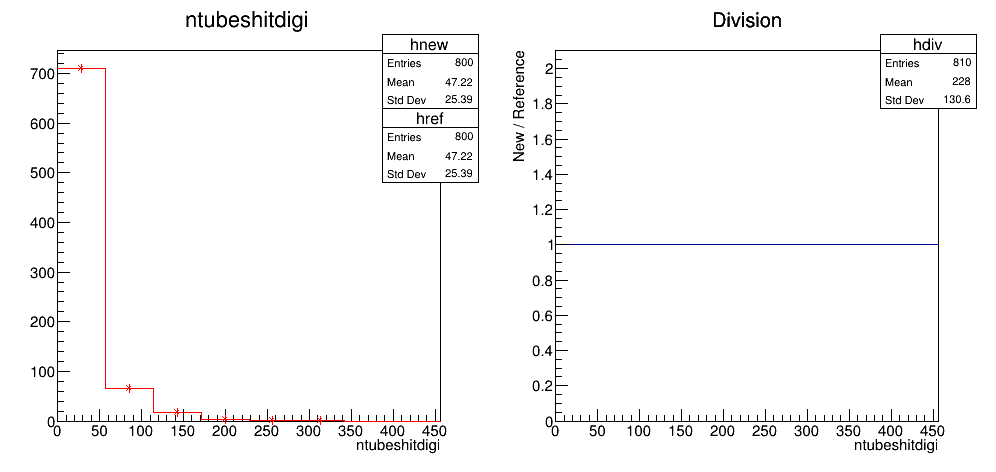 ntubeshitdigi
hnew
Entries 800
Mean 47.22
Std Dev 25.39
href
Entries 800
Mean 47.22
Std Dev 25.39
700
600
500
400
300
200
100
0
0 50 100 150 200 250 300 350 400 450
ntubeshitdigi
Division
hdiv
Entries 810
Mean 228
Std Dev 130.6
New / Reference
2
1.8
1.6
1.4
1.2
1
0.8
0.6
0.4
0.2
0
0 50 100 150 200 250 300 350 400 450
ntubeshitdigi